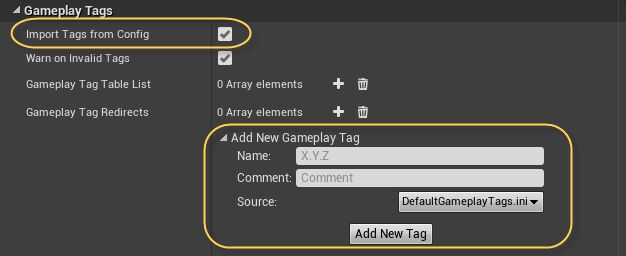 Gameplay Tags
Import Tags from Config
Warn on Invalid Tags
Gameplay Tag Table List 0 Array elements
Gameplay Tag Redirects 0 Array elements
Add New Gameplay Tag
Name: X.Y.Z
Comment: Comment
Source: DefaultGameplayTags.ini
Add New Tag